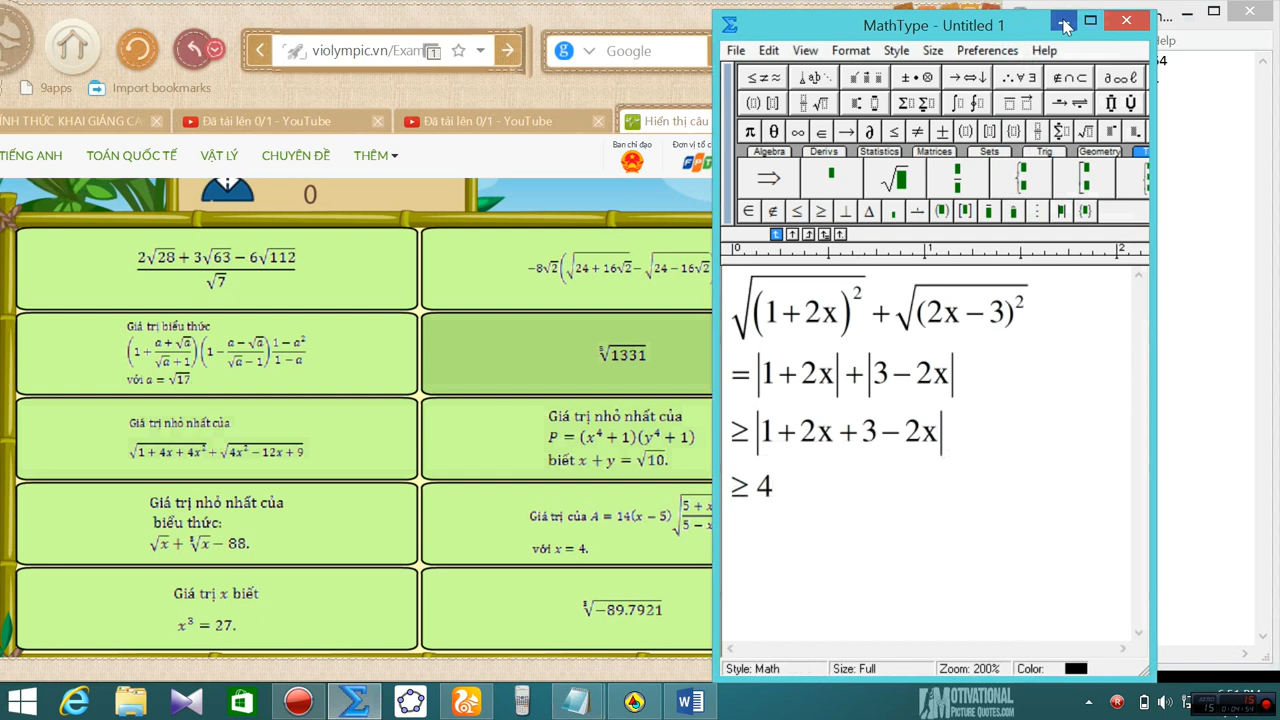 MathType - Untitled 1
File Edit View Format Style Size Preferences Help
elp
violympic.vn/Exam
1
Google
9apps
Import bookmarks
ÍNH THỨC KHAI GIẢNG CA
Đã tải lên 0/1 - YouTube
Đã tải lên 0/1 - YouTube
Hiển thị câu
TIẾNG ANH
TOÁN QUỐC TẾ
VẬT LÝ
CHUYÊN ĐỀ
THÊM
Ban chỉ đạo
Đơn vị tổ c
FP
0
(2√28 + 3√63 − 6√112)/√7
−8√2(√(24 + 16√2) − √(24 − 16√2)
Giá trị biểu thức
(1 + (a + √a)/(√a + 1))(1 − (a − √a)/(√a − 1)) (1 − a²)/(1 − a)
với a = √17.
∛1331
Giá trị nhỏ nhất của
√(1 + 4x + 4x²) + √(4x² − 12x + 9)
Giá trị nhỏ nhất của
P = (x⁴ + 1)(y⁴ + 1)
biết x + y = √10.
Giá trị nhỏ nhất của
biểu thức:
√x + ∛x − 88.
Giá trị của A = 14(x − 5)√((5 + x)/(5 − x
với x = 4.
Giá trị x biết
x³ = 27.
∛−89.7921
Algebra Derivs Statistics Matrices Sets Trig Geometry
0 1 2
√(1 + 2x)² + √(2x − 3)²
= |1 + 2x| + |3 − 2x|
≥ |1 + 2x + 3 − 2x|
≥ 4
Style: Math
Size: Full
Zoom: 200%
Color:
MOTIVATIONAL
PICTURE QUOTES.COM